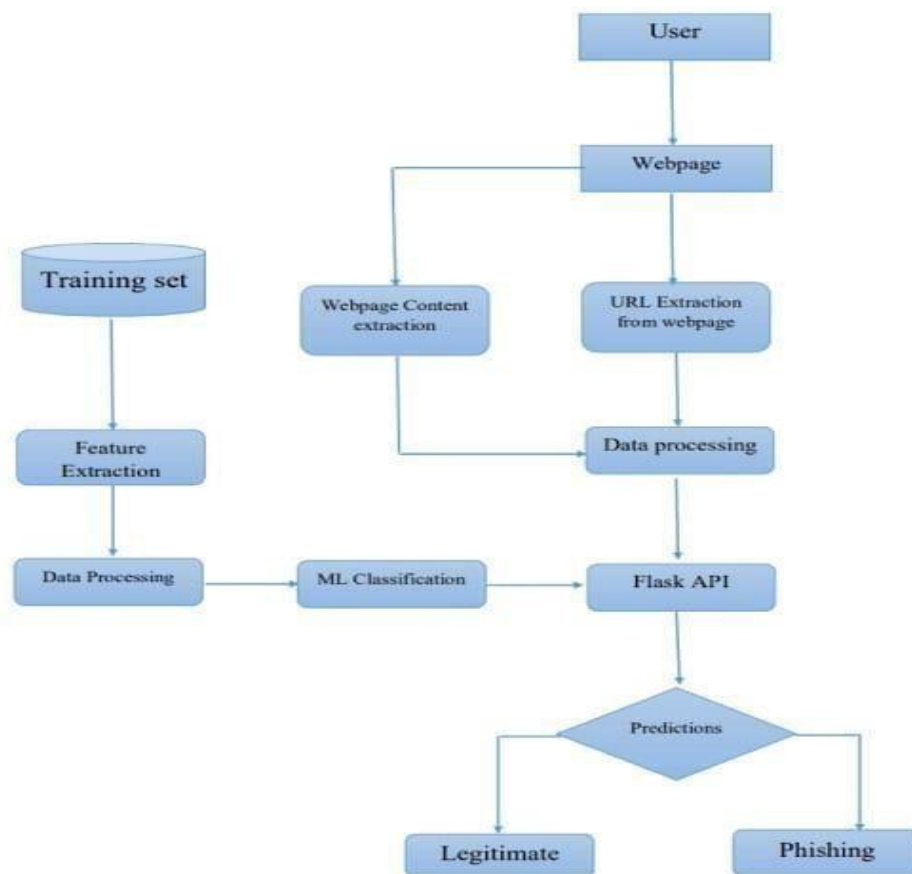 User
Webpage
Training set
Webpage Content
extraction
URL Extraction
from webpage
Feature
Extraction
Data processing
Data Processing
ML Classification
Flask API
Predictions
Legitimate
Phishing